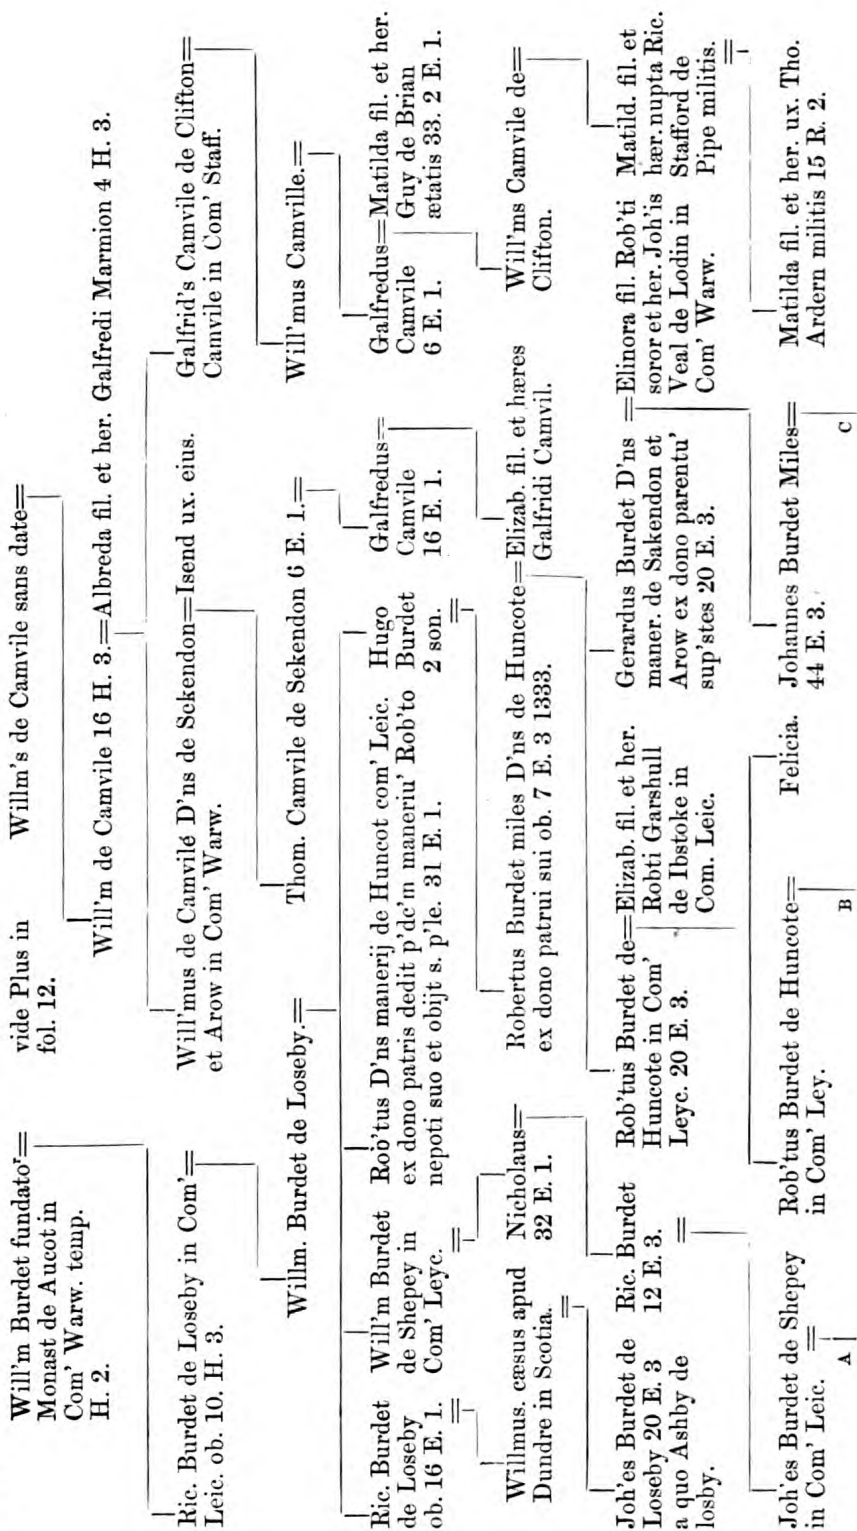 Will'm Burdet fundato^r=
Monast de Aucot in
Com' Warw. temp.
H. 2.
vide Plus in
fol. 12.
Willm's de Camvile sans date=
Will'm de Camvile 16 H. 3.=Albreda fil. et her. Galfredi Marmion 4 H. 3.
Ric. Burdet de Loseby in Com'=
Leic. ob. 10. H. 3.
Will'mus de Camvile D'ns de Sekendon=Isend ux. eius.
et Arow in Com' Warw.
Galfrid's Camvile de Clifton=
Camvile in Com' Staff.
Willm. Burdet de Loseby.=
Thom. Camvile de Sekendon 6 E. 1.=
Will'mus Camville.=
Ric. Burdet
de Loseby
ob. 16 E. 1.
=
Will'm Burdet
de Shepey in
Com' Leyc.
=
Rob'tus D'ns manerij de Huncot com' Leic.
ex dono patris dedit p'dc'm maneriu' Rob'to
nepoti suo et obijt s. p'le. 31 E. 1.
Hugo
Burdet
2 son.
=
Galfredus=
Camvile
16 E. 1.
Galfredus=Matilda fil. et her.
Camvile Guy de Brian
6 E. 1. ætatis 33. 2 E. 1.
Willmus. cæsus apud
Dundre in Scotia.
=
Nicholaus=
32 E. 1.
Robertus Burdet miles D'ns de Huncote=Elizab. fil. et hæres
ex dono patrui sui ob. 7 E. 3 1333. Galfridi Camvil.
Will'ms Camvile de=
Clifton.
Joh'es Burdet de
Loseby 20 E. 3
a quo Ashby de
losby.
Ric. Burdet
12 E. 3.
=
Rob'tus Burdet de=Elizab. fil. et her.
Huncote in Com' Robti Garshull
Leyc. 20 E. 3. de Ibstoke in
Com. Leic.
Gerardus Burdet D'ns =Elinora fil. Rob'ti
maner. de Sakendon et soror et her. Joh'is
Arow ex dono parentu' Veal de Lodin in
sup'stes 20 E. 3. Com' Warw.
Matild. fil. et
hær. nupta Ric.
Stafford de
Pipe militis.
=
Joh'es Burdet de Shepey
in Com' Leic. =
A
Rob'tus Burdet de Huncote=
in Com' Ley.
B
Felicia.
Johannes Burdet Miles=
44 E. 3.
C
Matilda fil. et her. ux. Tho.
Ardern militis 15 R. 2.